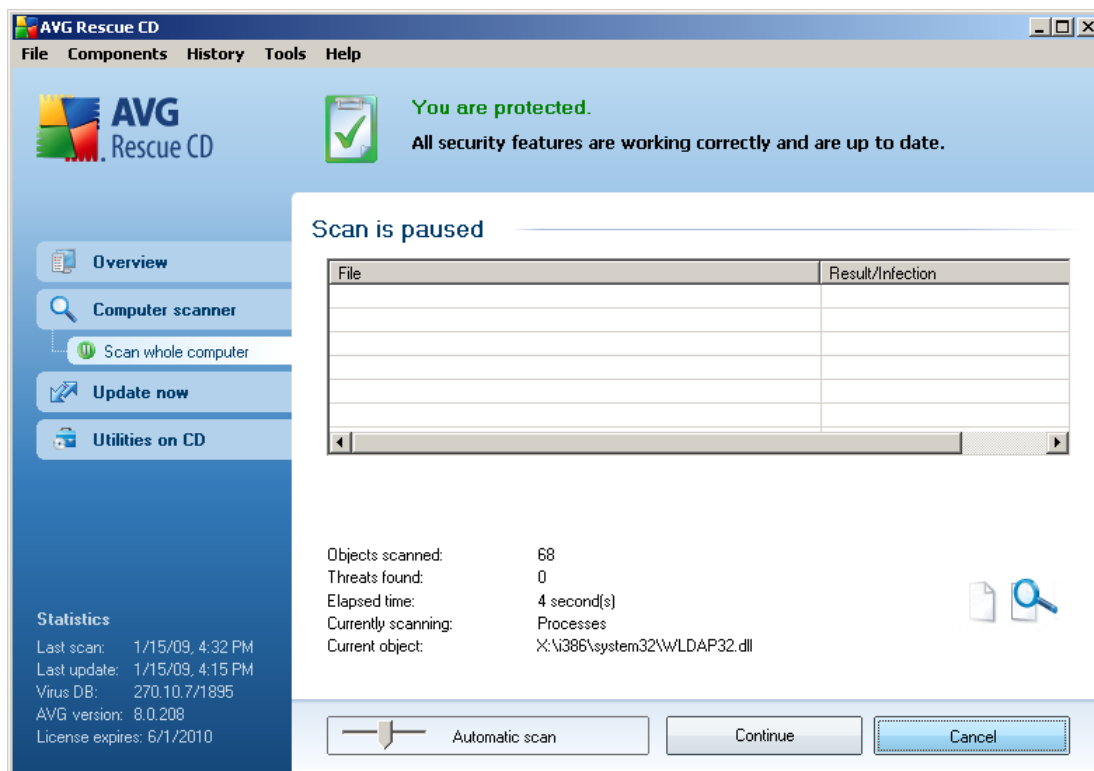 AVG Rescue CD
File Components History Tools Help
AVG
Rescue CD
You are protected.
All security features are working correctly and are up to date.
Overview
Computer scanner
Scan whole computer
Update now
Utilities on CD
Scan is paused
File Result/Infection
Objects scanned: 68
Threats found: 0
Elapsed time: 4 second(s)
Currently scanning: Processes
Current object: X:\i386\system32\WLDAP32.dll
Statistics
Last scan: 1/15/09, 4:32 PM
Last update: 1/15/09, 4:15 PM
Virus DB: 270.10.7/1895
AVG version: 8.0.208
License expires: 6/1/2010
Automatic scan Continue Cancel